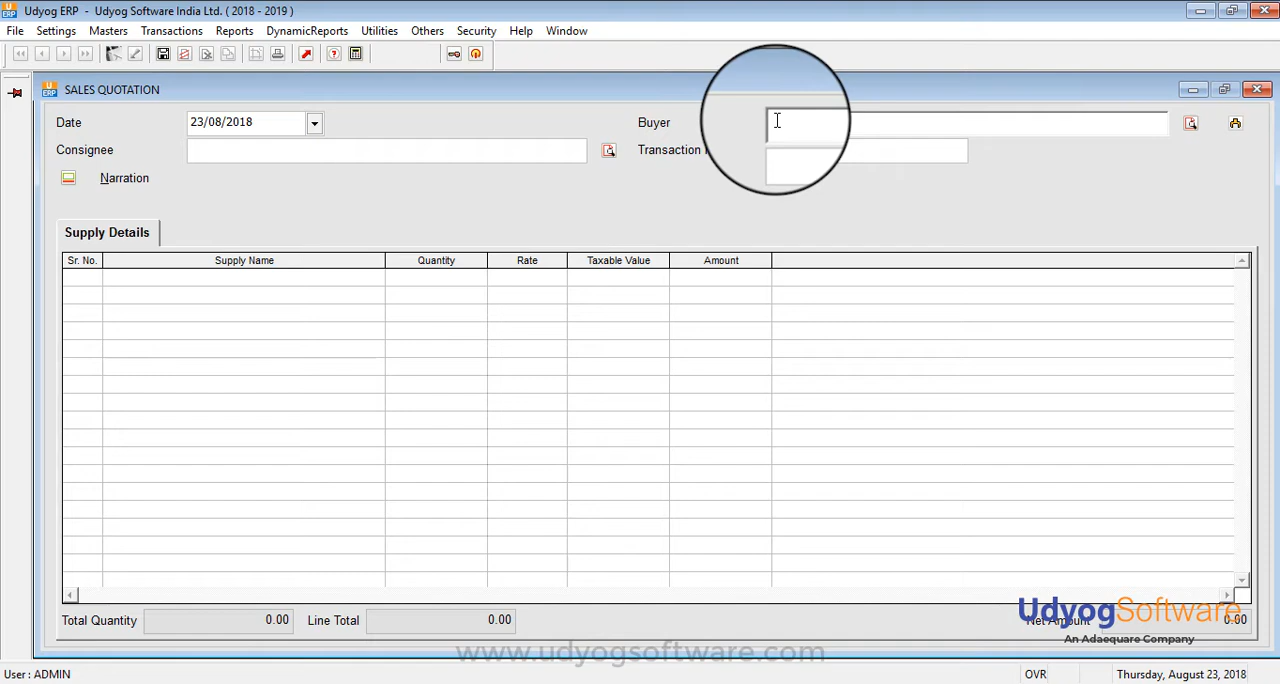 Udyog ERP - Udyog Software India Ltd. ( 2018 - 2019 )
File Settings Masters Transactions Reports DynamicReports Utilities Others Security Help Window
SALES QUOTATION
Date 23/08/2018 Buyer
Consignee Transaction
Narration
Supply Details
Sr. No. Supply Name Quantity Rate Taxable Value Amount
Total Quantity 0.00 Line Total 0.00 Net Amount 0.00
UdyogSoftware
An Adaequare Company
www.udyogsoftware.com
User : ADMIN OVR Thursday, August 23, 2018